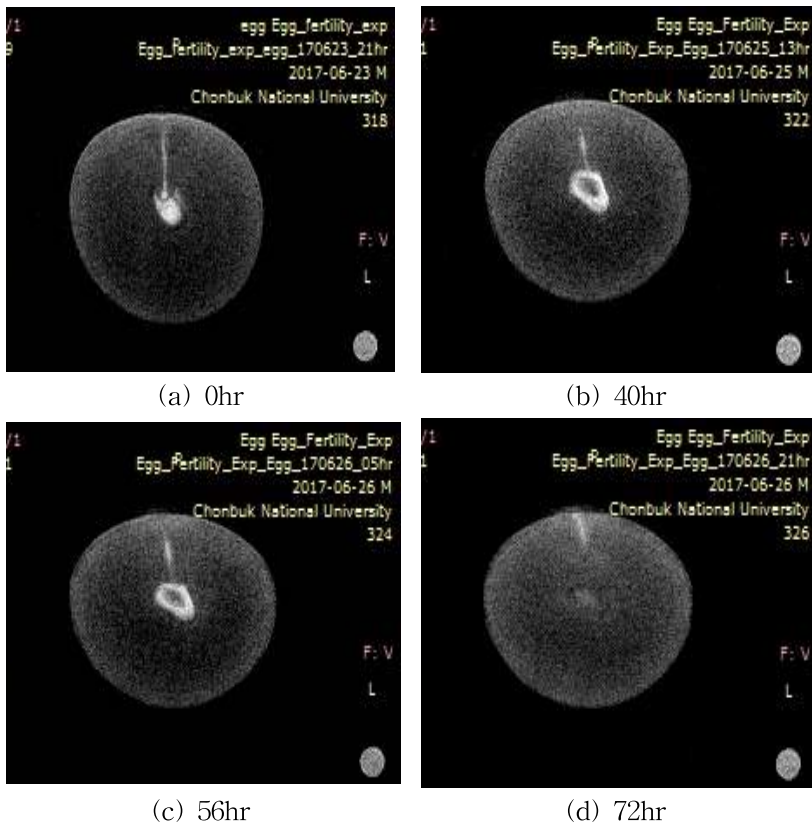 /1
egg Egg_fertility_exp
9
Egg_fertility_exp_egg_170623_21hr
2017-06-23 M
Chonbuk National University
318
F: V
L
(a) 0hr
/1
Egg Egg_Fertility_Exp
1
Egg_Fertility_Exp_Egg_170625_13hr
2017-06-25 M
Chonbuk National University
322
F: V
L
(b) 40hr
/1
Egg Egg_Fertility_Exp
1
Egg_Fertility_Exp_Egg_170626_05hr
2017-06-26 M
Chonbuk National University
324
F: V
L
(c) 56hr
/1
Egg Egg_Fertility_Exp
1
Egg_Fertility_Exp_Egg_170626_21hr
2017-06-26 M
Chonbuk National University
326
F: V
L
(d) 72hr